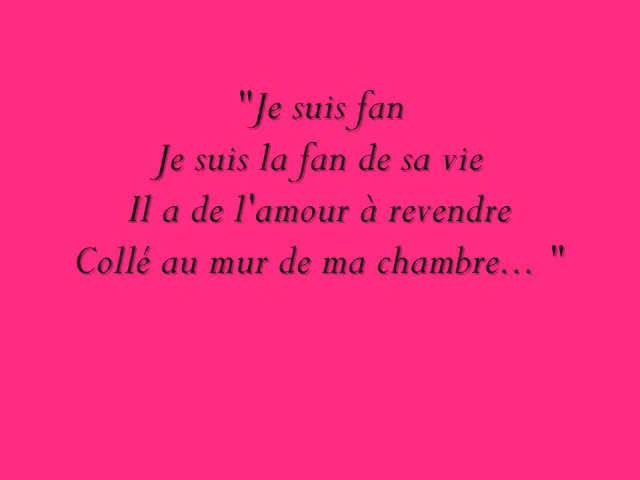 "Je suis fan
Je suis la fan de sa vie
Il a de l'amour à revendre
Collé au mur de ma chambre... "